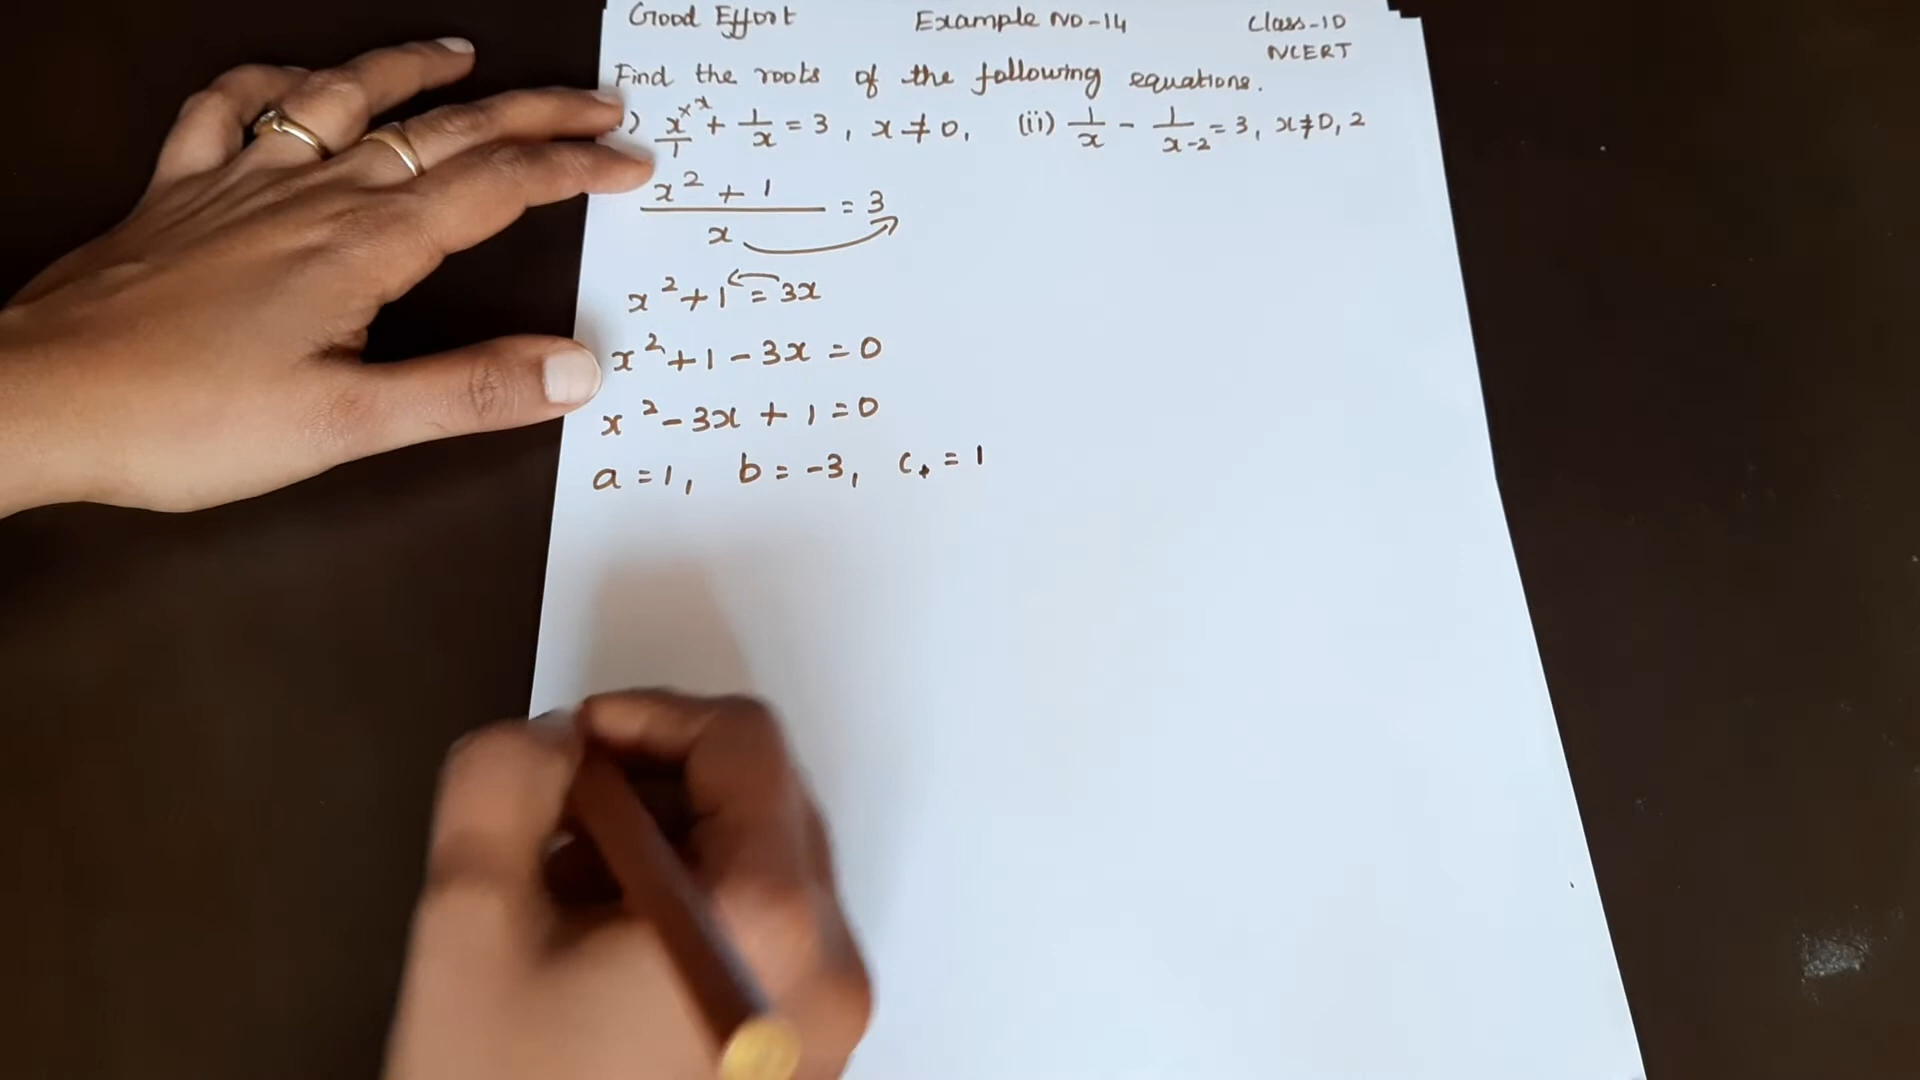 Good Effort Example NO-14 Class-10
NCERT
Find the roots of the following equations.
) x/1 + 1/x = 3, x ≠ 0, (ii) 1/x - 1/x-2 = 3, x ≠ 0, 2
x² + 1 / x = 3
x² + 1 = 3x
x² + 1 - 3x = 0
x² - 3x + 1 = 0
a = 1, b = -3, c = 1